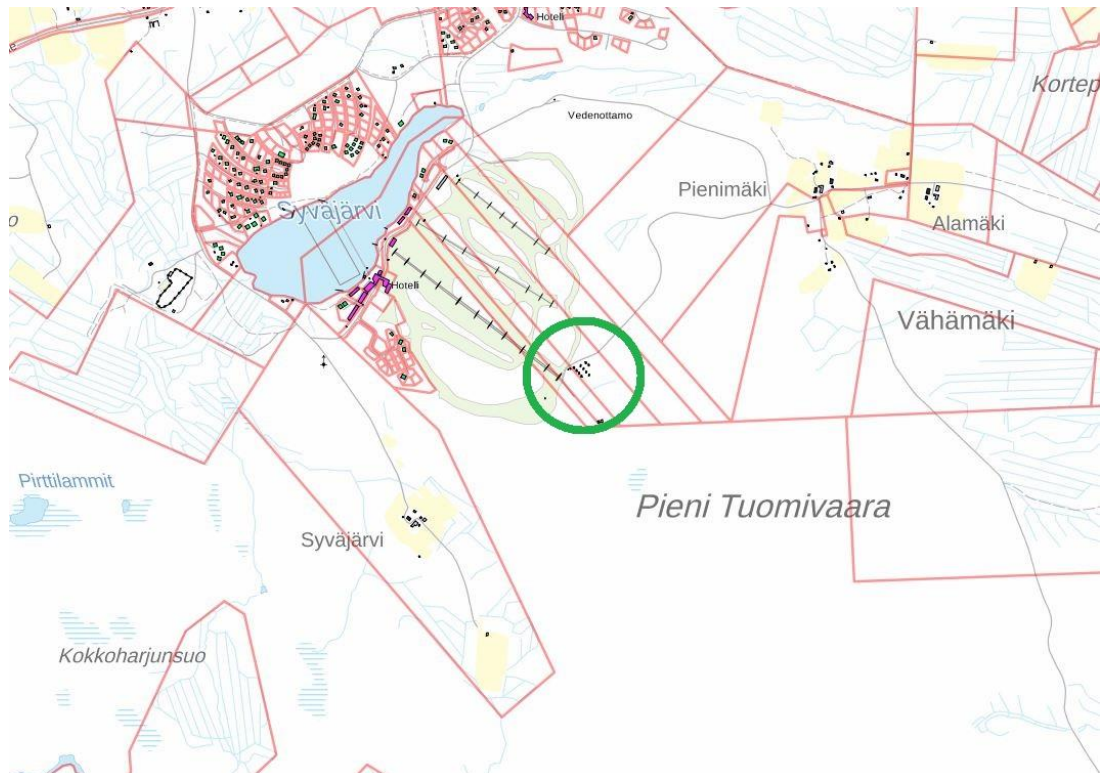 Hotelli
Kortep
Vedenottamo
Pienimäki
Syväjärvi
o
Alamäki
Hotelli
Vähämäki
Pirttilammit
Pieni Tuomivaara
Syväjärvi
Kokkoharjunsuo